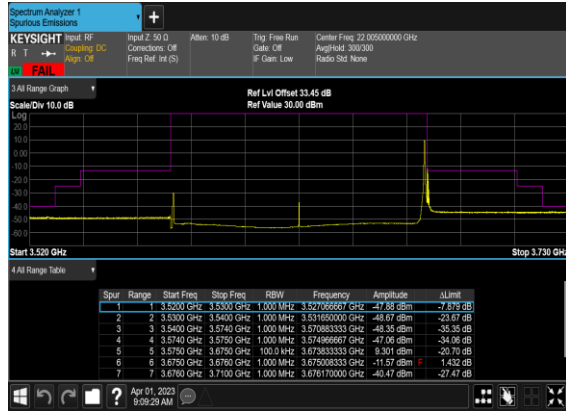 Spectrum Analyzer 1
Spurious Emissions
+
KEYSIGHT Input: RF Input Z: 50 Ω Atten: 10 dB Trig: Free Run Center Freq: 22.005000000 GHz
R T Coupling: DC Corrections: Off Gate: Off Avg|Hold: 300/300
Align: Off Freq Ref: Int (S) IF Gain: Low Radio Std: None
LV FAIL
3 All Range Graph
Ref Lvl Offset 33.45 dB
Scale/Div 10.0 dB Ref Value 30.00 dBm
Log
20.0
10.0
0.00
-10.0
-20.0
-30.0
-40.0
-50.0
-60.0
Start 3.520 GHz Stop 3.730 GHz
4 All Range Table
Spur Range Start Freq Stop Freq RBW Frequency Amplitude ΔLimit
1 1 3.5200 GHz 3.5300 GHz 1.000 MHz 3.527066667 GHz -47.88 dBm -7.879 dB
2 2 3.5300 GHz 3.5400 GHz 1.000 MHz 3.531650000 GHz -48.67 dBm -23.67 dB
3 3 3.5400 GHz 3.5740 GHz 1.000 MHz 3.570883333 GHz -48.35 dBm -35.35 dB
4 4 3.5740 GHz 3.5750 GHz 1.000 MHz 3.574966667 GHz -47.06 dBm -34.06 dB
5 5 3.5750 GHz 3.6750 GHz 100.0 kHz 3.673833333 GHz 9.301 dBm -20.70 dB
6 6 3.6750 GHz 3.6760 GHz 1.000 MHz 3.675008333 GHz -11.57 dBm F 1.432 dB
7 7 3.6760 GHz 3.7100 GHz 1.000 MHz 3.676170000 GHz -40.47 dBm -27.47 dB
? Apr 01, 2023
9:09:29 AM